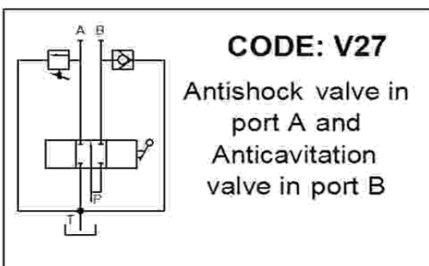 A B
CODE: V27
Antishock valve in
port A and
Anticavitation
valve in port B
P
T